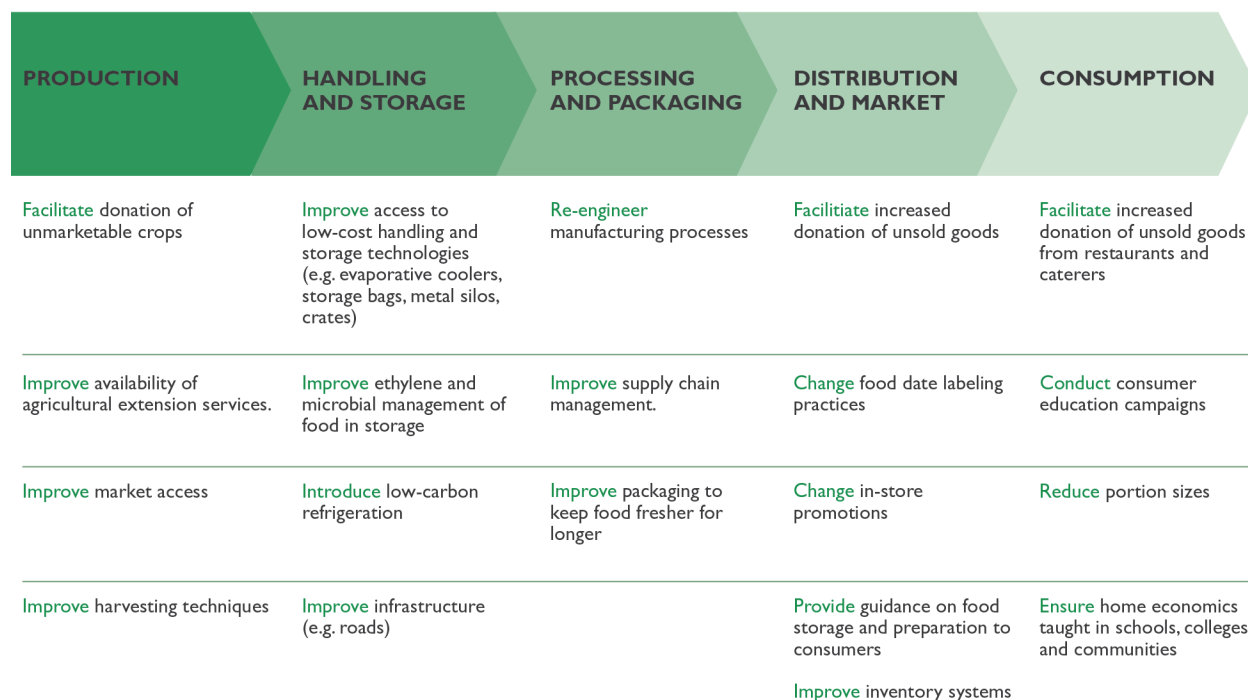 PRODUCTION
HANDLING
AND STORAGE
PROCESSING
AND PACKAGING
DISTRIBUTION
AND MARKET
CONSUMPTION
Facilitate donation of
unmarketable crops
Improve access to
low-cost handling and
storage technologies
(e.g. evaporative coolers,
storage bags, metal silos,
crates)
Re-engineer
manufacturing processes
Facilitiate increased
donation of unsold goods
Facilitate increased
donation of unsold goods
from restaurants and
caterers
Improve availability of
agricultural extension services.
Improve ethylene and
microbial management of
food in storage
Improve supply chain
management.
Change food date labeling
practices
Conduct consumer
education campaigns
Improve market access
Introduce low-carbon
refrigeration
Improve packaging to
keep food fresher for
longer
Change in-store
promotions
Reduce portion sizes
Improve harvesting techniques
Improve infrastructure
(e.g. roads)
Provide guidance on food
storage and preparation to
consumers
Improve inventory systems
Ensure home economics
taught in schools, colleges
and communities